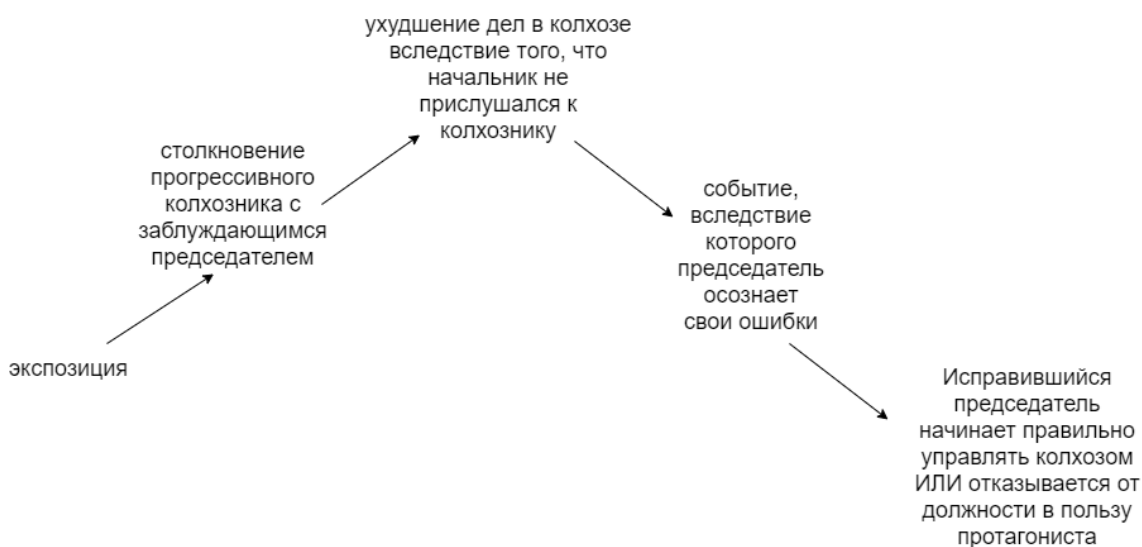 экспозиция
столкновение
прогрессивного
колхозника с
заблуждающимся
председателем
ухудшение дел в колхозе
вследствие того, что
начальник не
прислушался к
колхознику
событие,
вследствие
которого
председатель
осознает
свои ошибки
Исправившийся
председатель
начинает правильно
управлять колхозом
ИЛИ отказывается от
должности в пользу
протагониста